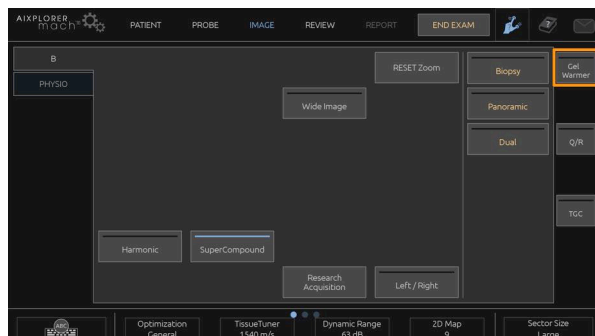 AIXPLORER
mach
PATIENT PROBE IMAGE REVIEW REPORT END EXAM
B
PHYSIO
RESET Zoom
Biopsy
Gel
Warmer
Wide Image
Panoramic
Dual
Q/R
TGC
Harmonic
SuperCompound
Research
Acquisition
Left / Right
ABC
Optimization
General
TissueTuner
1540 m/s
Dynamic Range
63 dB
2D Map
9
Sector Size
Large